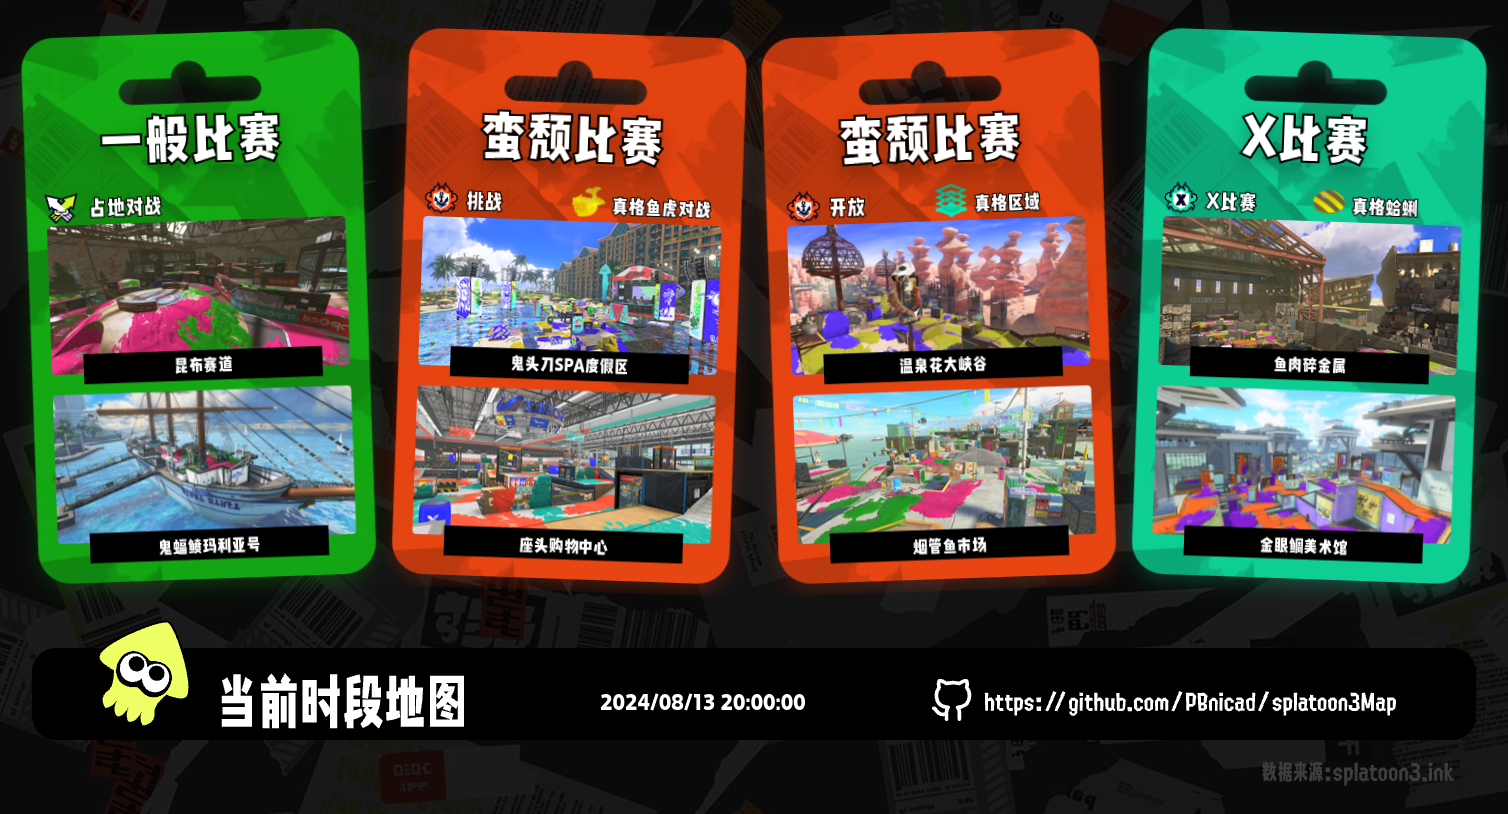 一般比赛
占地对战
昆布赛道
鬼蝠鲼玛利亚号
蛮颓比赛
挑战
真格鱼虎对战
鬼头刀SPA度假区
座头购物中心
蛮颓比赛
开放
真格区域
温泉花大峡谷
烟管鱼市场
X比赛
X比赛
真格蛤蜊
鱼肉碎金属
金眼鲷美术馆
当前时段地图
2024/08/13 20:00:00
https://github.com/PBnicad/splatoon3Map
数据来源:splatoon3.ink